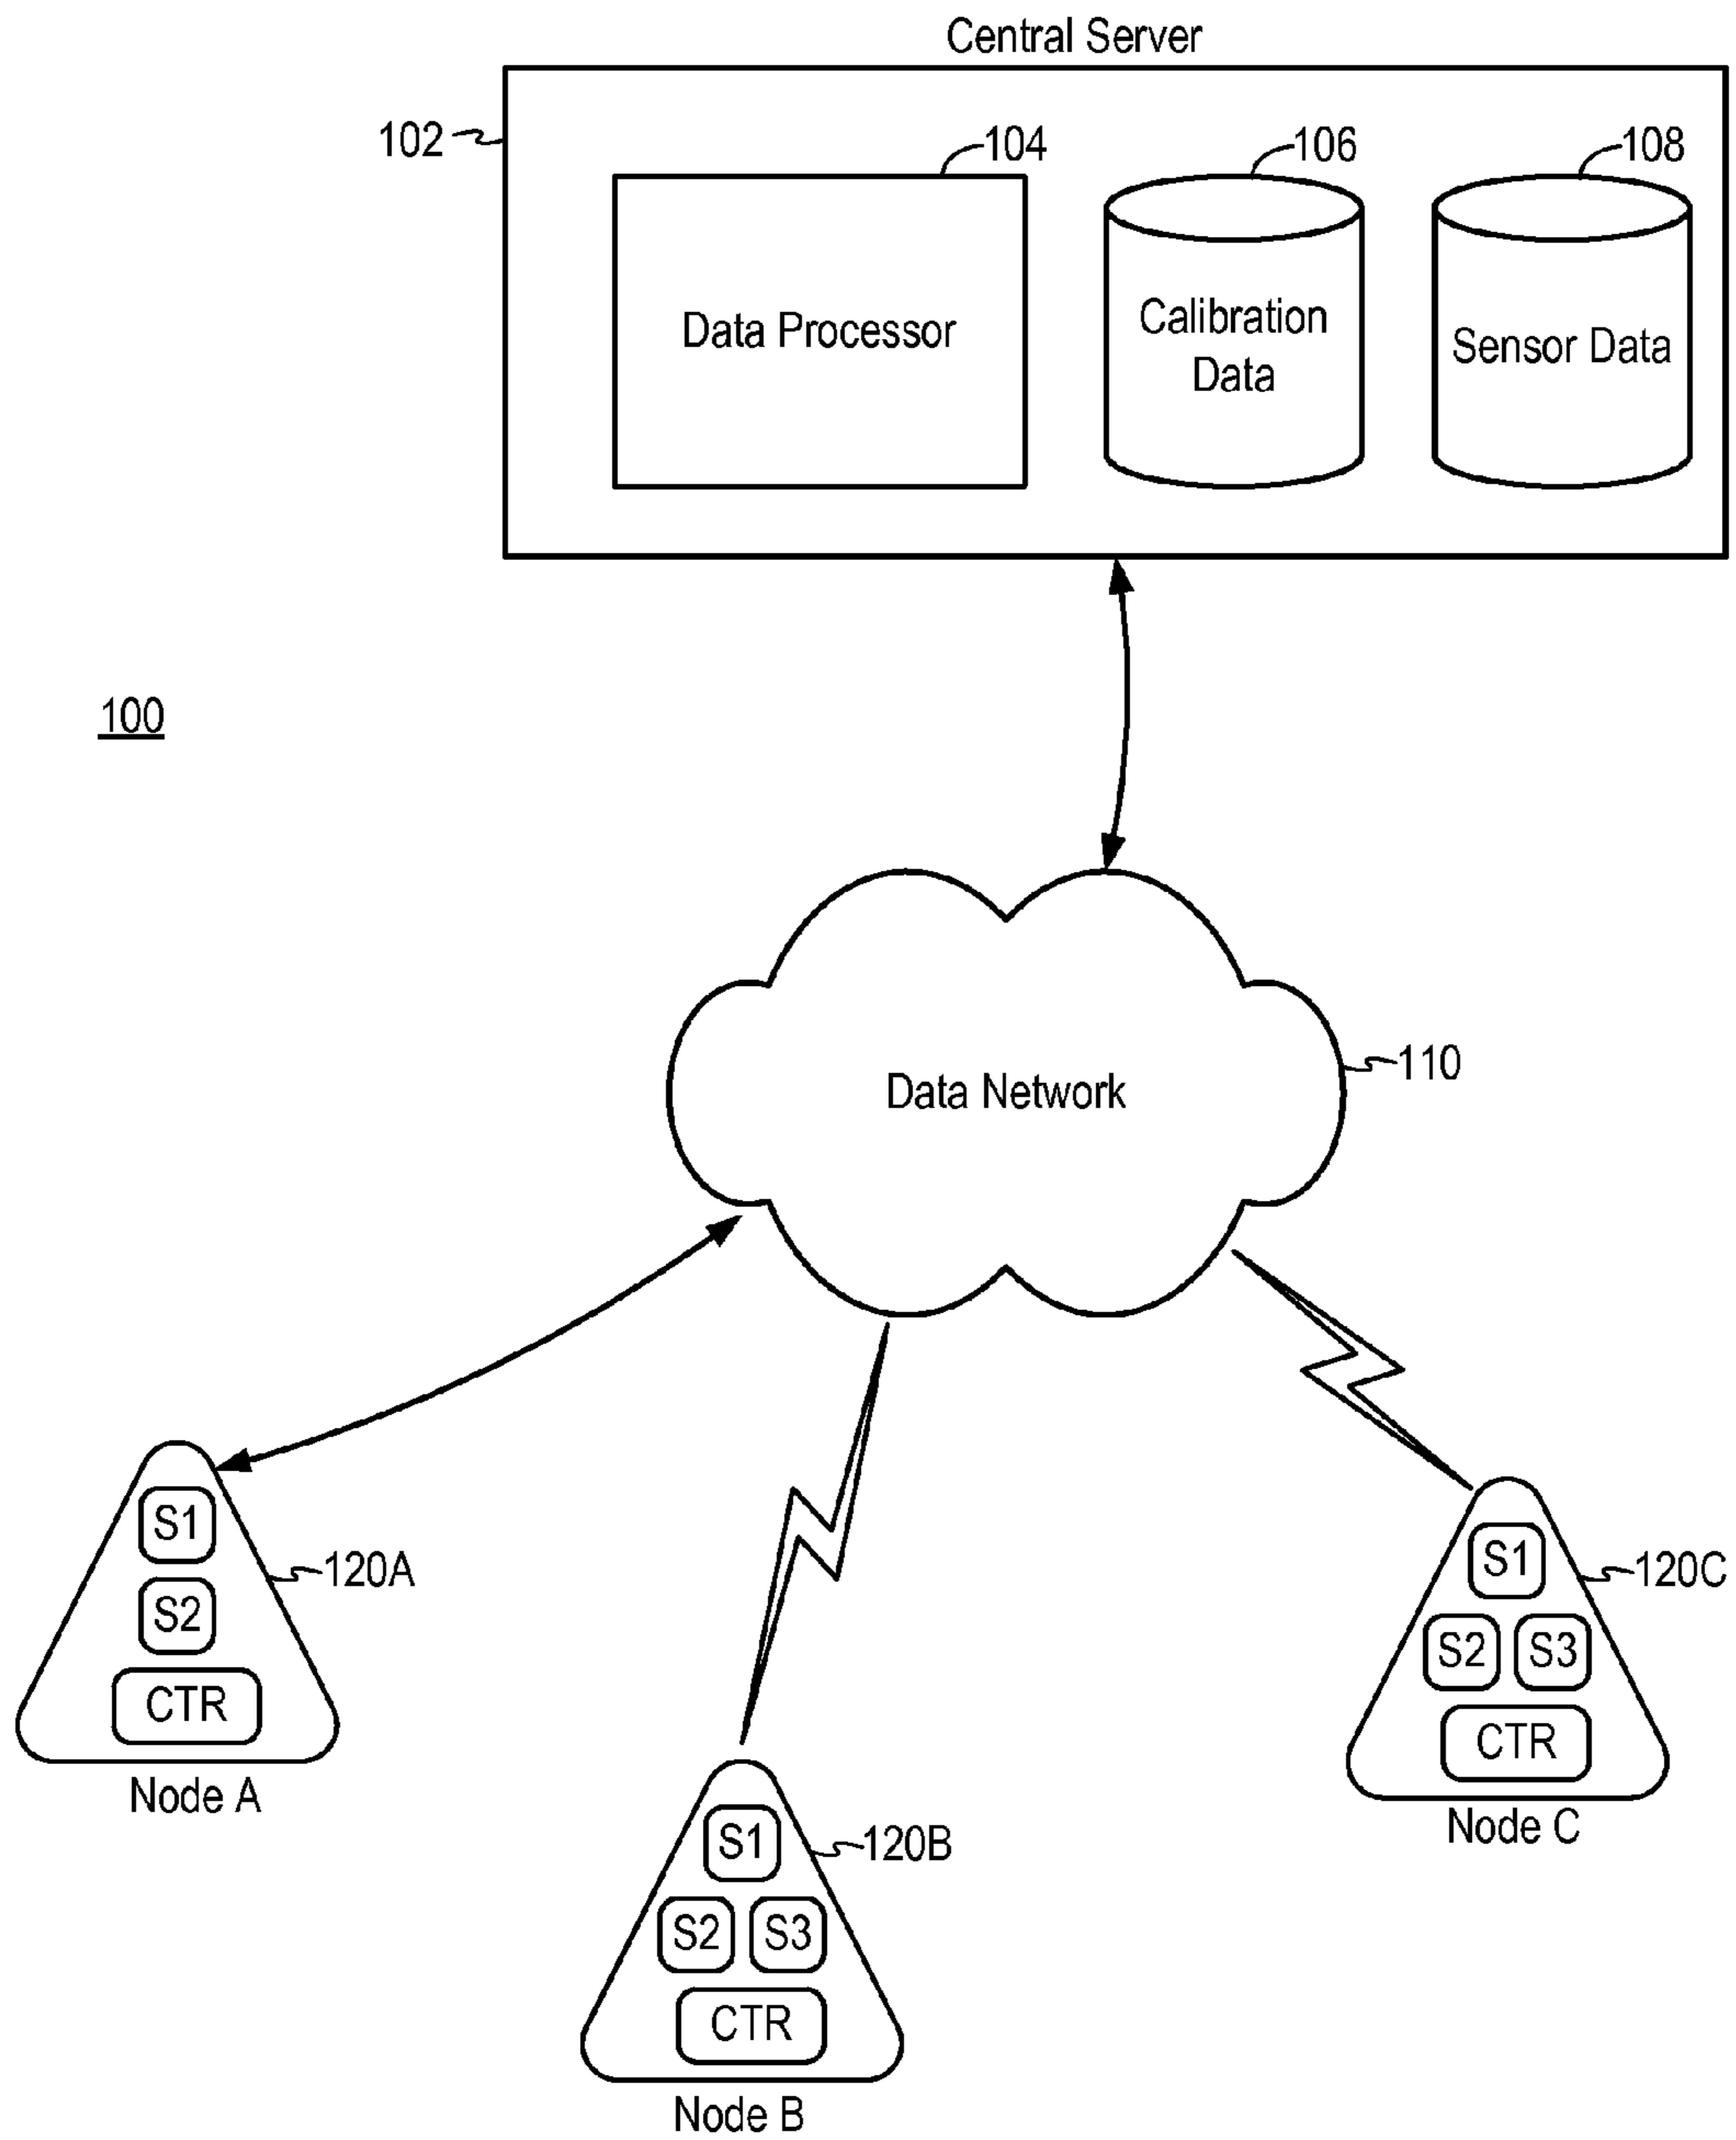 Central Server
102
104
106
108
Data Processor
Calibration
Data
Sensor Data
100
110
Data Network
S1
S2
CTR
120A
Node A
S1
S2 S3
CTR
120B
Node B
S1
S2 S3
CTR
120C
Node C